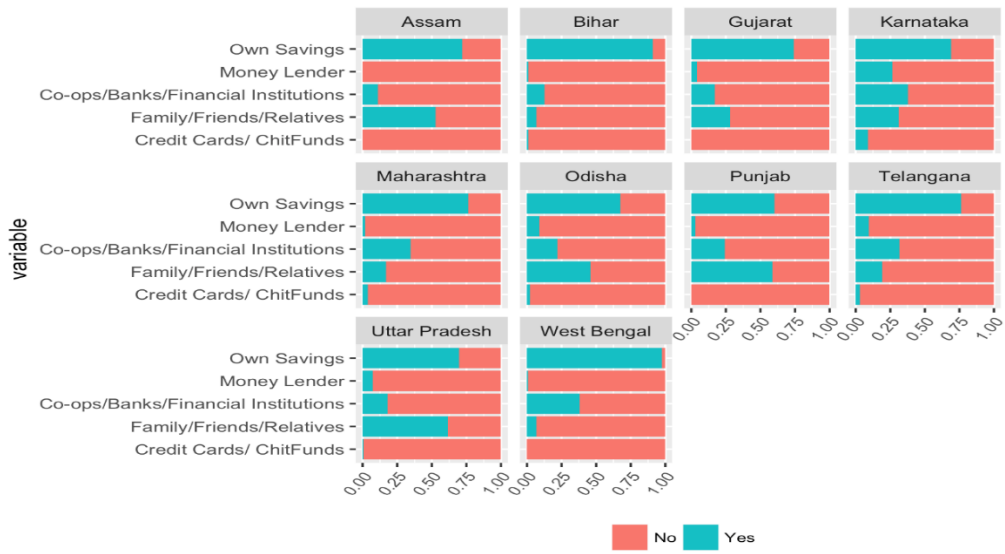 Assam Bihar Gujarat Karnataka
Own Savings
Money Lender
Co-ops/Banks/Financial Institutions
Family/Friends/Relatives
Credit Cards/ ChitFunds
Maharashtra Odisha Punjab Telangana
Own Savings
Money Lender
Co-ops/Banks/Financial Institutions
Family/Friends/Relatives
Credit Cards/ ChitFunds
variable
0.00 0.25 0.50 0.75 1.00 0.00 0.25 0.50 0.75 1.00
Uttar Pradesh West Bengal
Own Savings
Money Lender
Co-ops/Banks/Financial Institutions
Family/Friends/Relatives
Credit Cards/ ChitFunds
0.00 0.25 0.50 0.75 1.00 0.00 0.25 0.50 0.75 1.00
No Yes